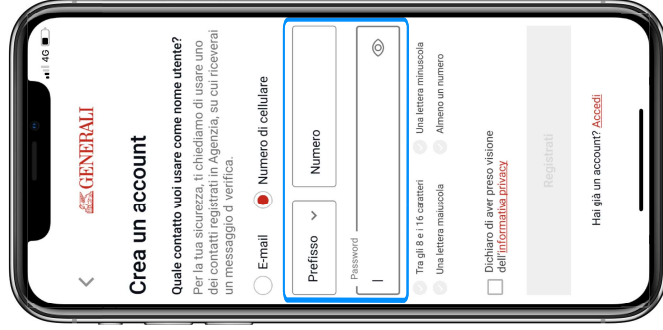 4G
GENERALI
Crea un account
Quale contatto vuoi usare come nome utente?
Per la tua sicurezza, ti chiediamo di usare uno
dei contatti registrati in Agenzia, su cui riceverai
un messaggio d verifica.
E-mail
Numero di cellulare
Prefisso
Numero
Password
Tra gli 8 e i 16 caratteri
Una lettera minuscola
Una lettera maiuscola
Almeno un numero
Dichiaro di aver preso visione
dell'informativa privacy
Registrati
Hai già un account? Accedi